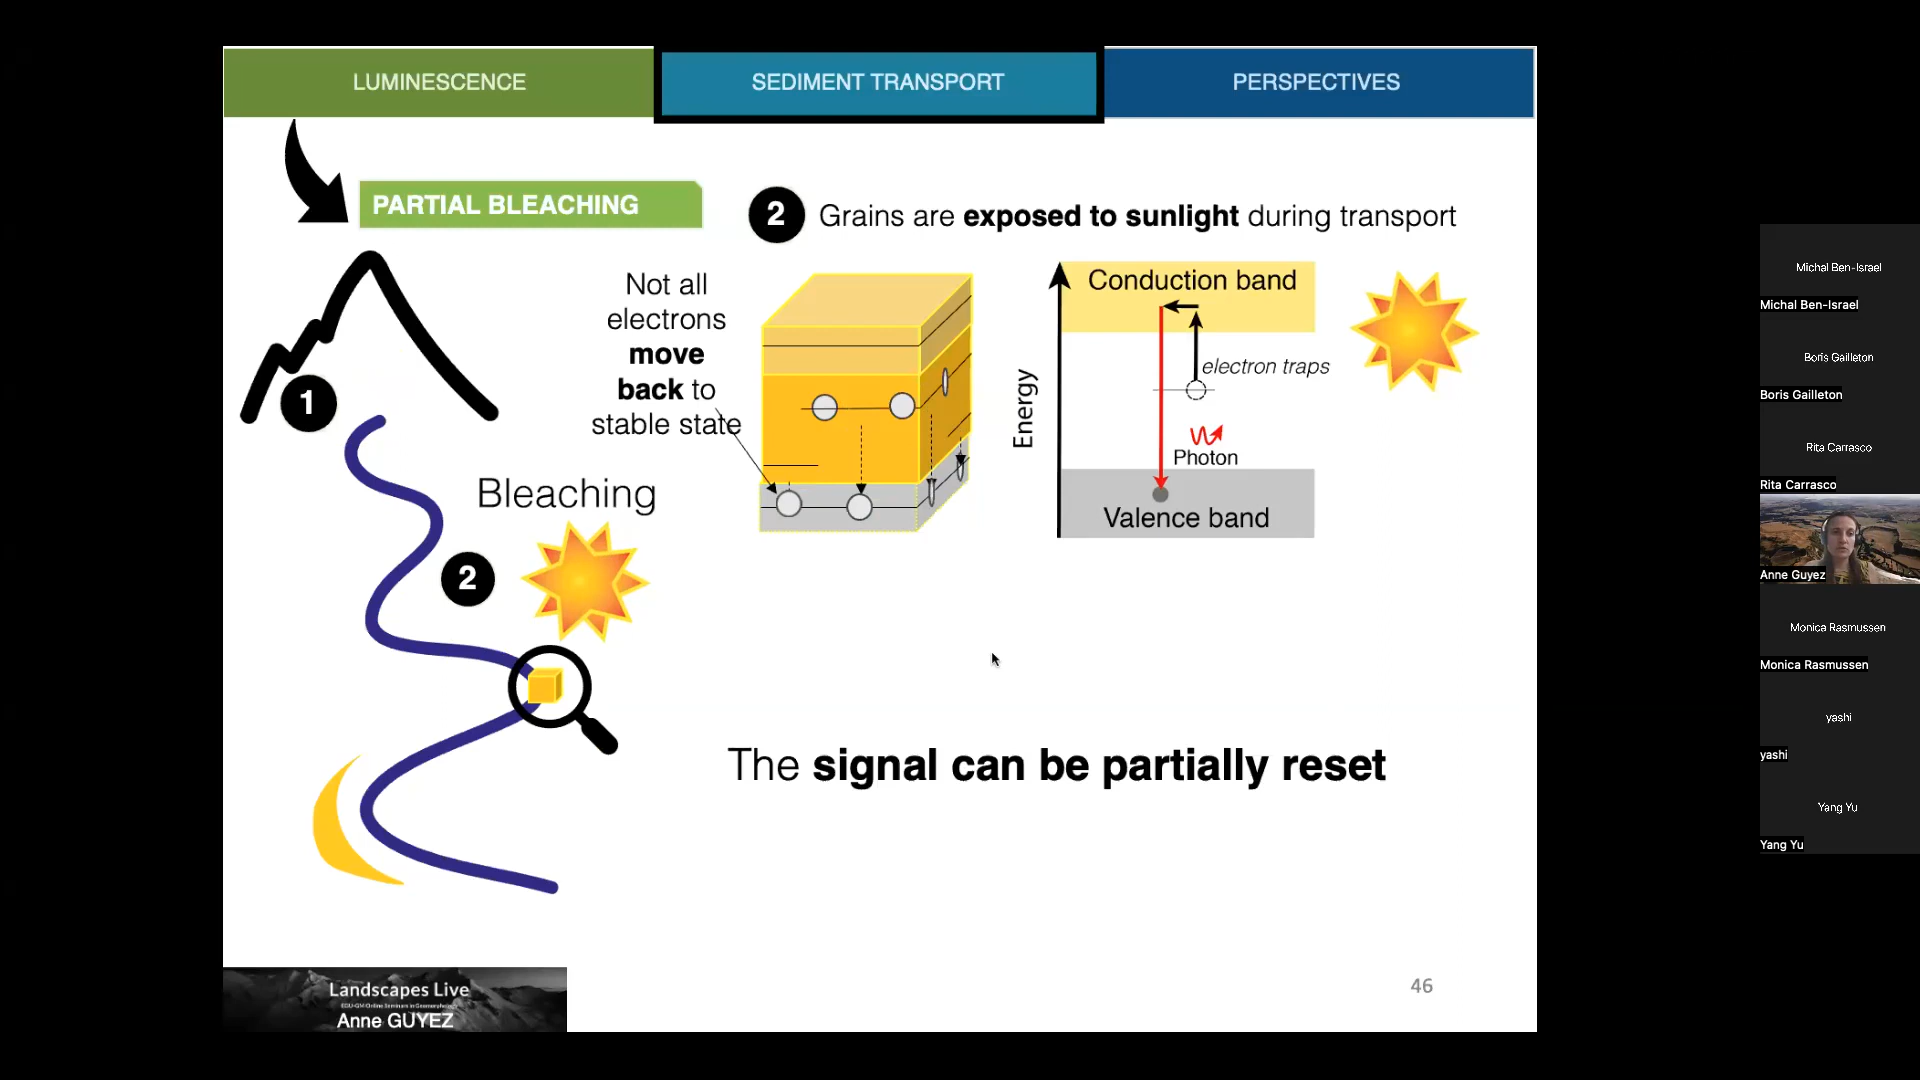 LUMINESCENCE
SEDIMENT TRANSPORT
PERSPECTIVES
PARTIAL BLEACHING
2 Grains are exposed to sunlight during transport
Not all
electrons
move
back to
stable state
Conduction band
electron traps
Energy
Photon
Valence band
1
Bleaching
2
The signal can be partially reset
Landscapes Live
EGU-GM Online Seminars in Geomorphology
Anne GUYEZ
46
Michal Ben-Israel
Michal Ben-Israel
Boris Gailleton
Boris Gailleton
Rita Carrasco
Rita Carrasco
Anne Guyez
Monica Rasmussen
Monica Rasmussen
yashi
yashi
Yang Yu
Yang Yu